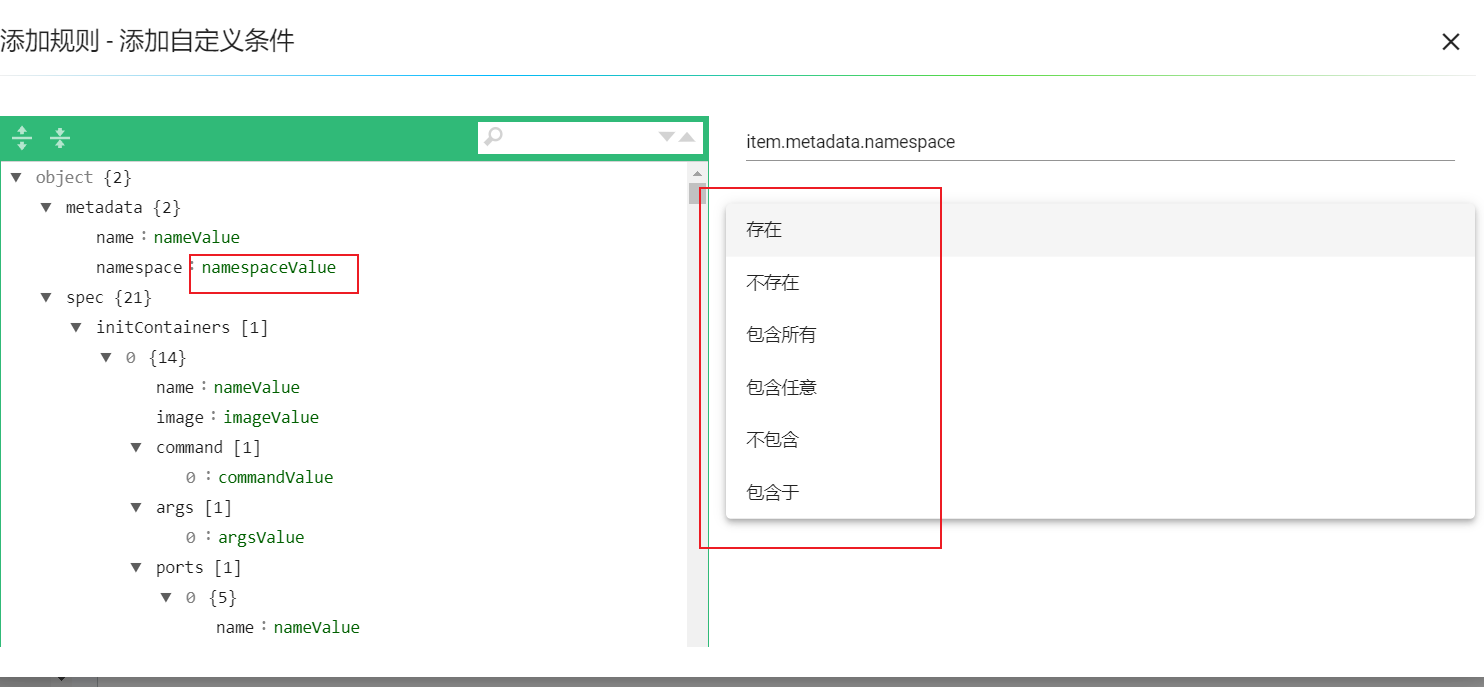 添加规则 - 添加自定义条件
object {2}
metadata {2}
name : nameValue
namespace : namespaceValue
spec {21}
initContainers [1]
0 {14}
name : nameValue
image : imageValue
command [1]
0 : commandValue
args [1]
0 : argsValue
ports [1]
0 {5}
name : nameValue
item.metadata.namespace
存在
不存在
包含所有
包含任意
不包含
包含于